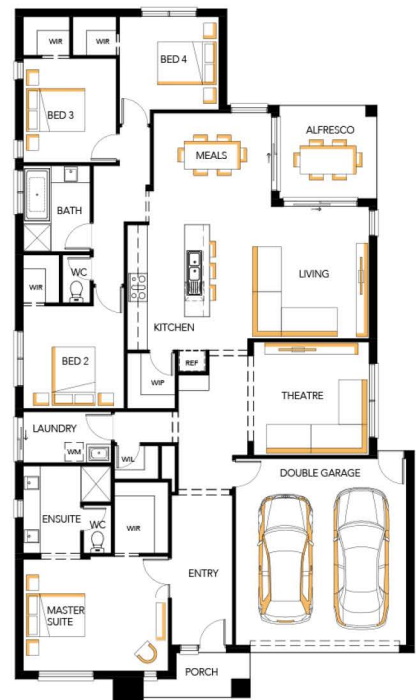 WIR
WIR
BED 4
BED 3
ALFRESCO
MEALS
BATH
WC
LIVING
WIR
KITCHEN
BED 2
REF
WIP
THEATRE
LAUNDRY
WM
WIL
DOUBLE GARAGE
ENSUITE
WC
WIR
ENTRY
MASTER
SUITE
PORCH